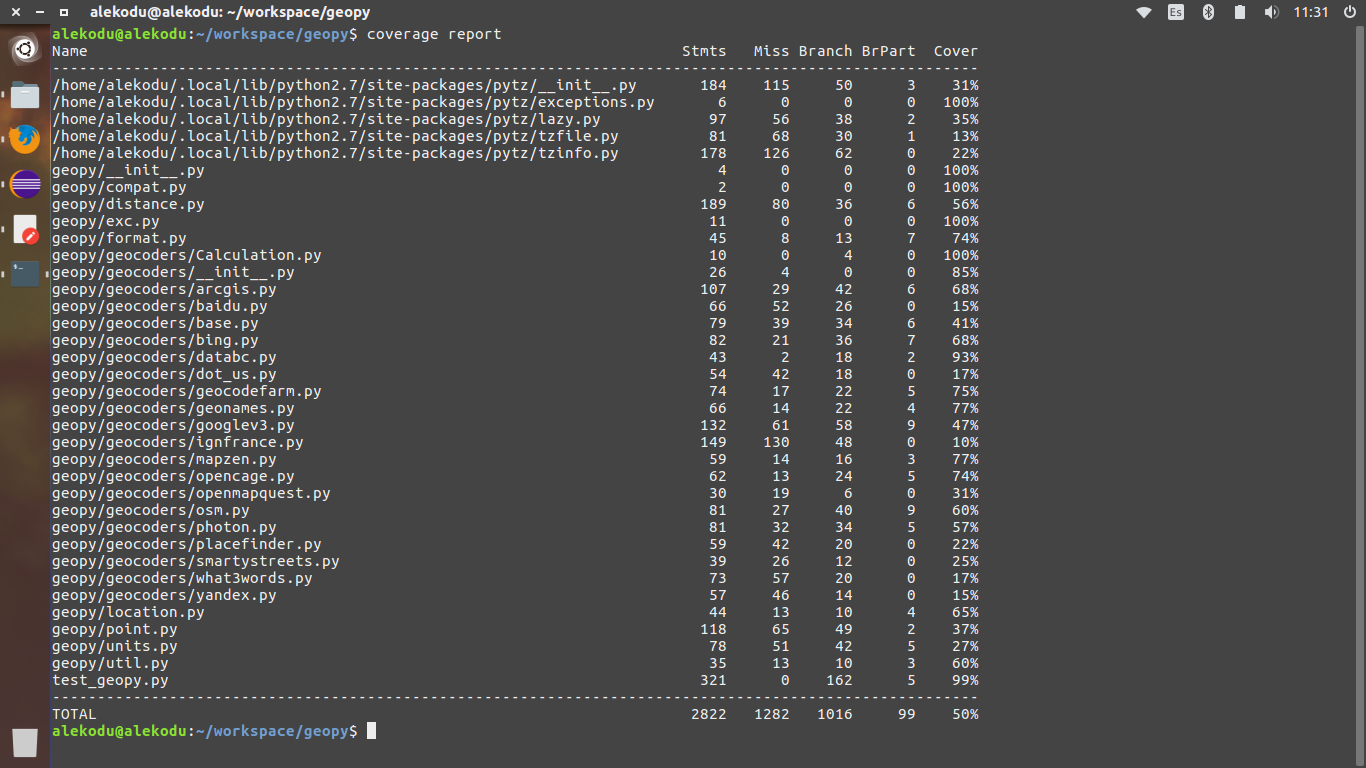 alekodu@alekodu: ~/workspace/geopy
Es
11:31
alekodu@alekodu:~/workspace/geopy$ coverage report
Name Stmts Miss Branch BrPart Cover
-------------------------------------------------------------------------------------------------------
/home/alekodu/.local/lib/python2.7/site-packages/pytz/__init__.py 184 115 50 3 31%
/home/alekodu/.local/lib/python2.7/site-packages/pytz/exceptions.py 6 0 0 0 100%
/home/alekodu/.local/lib/python2.7/site-packages/pytz/lazy.py 97 56 38 2 35%
/home/alekodu/.local/lib/python2.7/site-packages/pytz/tzfile.py 81 68 30 1 13%
/home/alekodu/.local/lib/python2.7/site-packages/pytz/tzinfo.py 178 126 62 0 22%
geopy/__init__.py 4 0 0 0 100%
geopy/compat.py 2 0 0 0 100%
geopy/distance.py 189 80 36 6 56%
geopy/exc.py 11 0 0 0 100%
geopy/format.py 45 8 13 7 74%
geopy/geocoders/Calculation.py 10 0 4 0 100%
geopy/geocoders/__init__.py 26 4 0 0 85%
geopy/geocoders/arcgis.py 107 29 42 6 68%
geopy/geocoders/baidu.py 66 52 26 0 15%
geopy/geocoders/base.py 79 39 34 6 41%
geopy/geocoders/bing.py 82 21 36 7 68%
geopy/geocoders/databc.py 43 2 18 2 93%
geopy/geocoders/dot_us.py 54 42 18 0 17%
geopy/geocoders/geocodefarm.py 74 17 22 5 75%
geopy/geocoders/geonames.py 66 14 22 4 77%
geopy/geocoders/googlev3.py 132 61 58 9 47%
geopy/geocoders/ignfrance.py 149 130 48 0 10%
geopy/geocoders/mapzen.py 59 14 16 3 77%
geopy/geocoders/opencage.py 62 13 24 5 74%
geopy/geocoders/openmapquest.py 30 19 6 0 31%
geopy/geocoders/osm.py 81 27 40 9 60%
geopy/geocoders/photon.py 81 32 34 5 57%
geopy/geocoders/placefinder.py 59 42 20 0 22%
geopy/geocoders/smartystreets.py 39 26 12 0 25%
geopy/geocoders/what3words.py 73 57 20 0 17%
geopy/geocoders/yandex.py 57 46 14 0 15%
geopy/location.py 44 13 10 4 65%
geopy/point.py 118 65 49 2 37%
geopy/units.py 78 51 42 5 27%
geopy/util.py 35 13 10 3 60%
test_geopy.py 321 0 162 5 99%
-------------------------------------------------------------------------------------------------------
TOTAL 2822 1282 1016 99 50%
alekodu@alekodu:~/workspace/geopy$